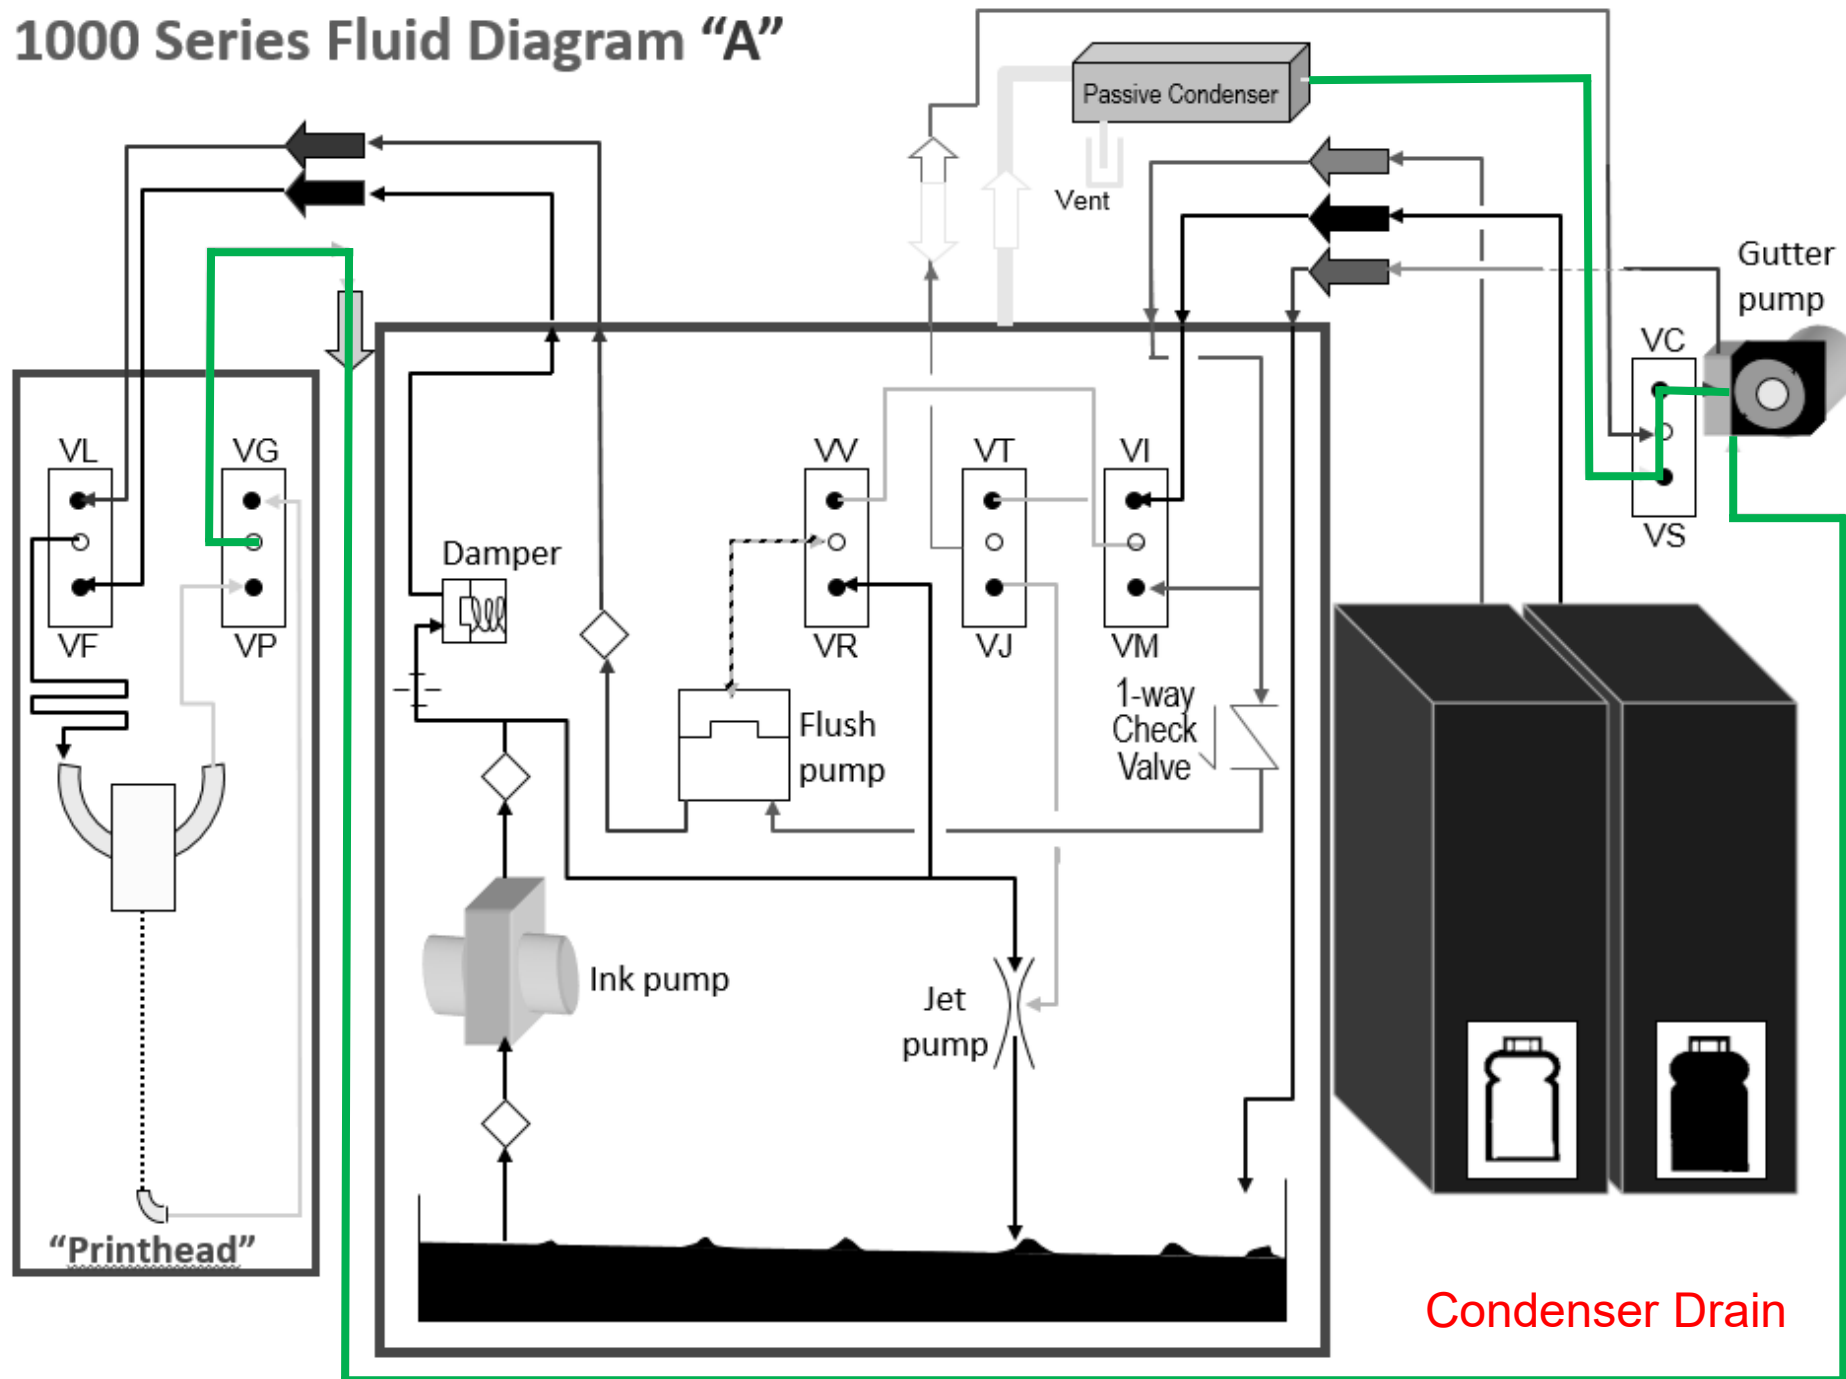 1000 Series Fluid Diagram “A”
Passive Condenser
Vent
Gutter
pump
VC
VS
VL
VG
VV
VT
VI
VF
VP
VR
VJ
VM
Damper
Flush
pump
1-way
Check
Valve
Ink pump
Jet
pump
“Printhead”
Condenser Drain